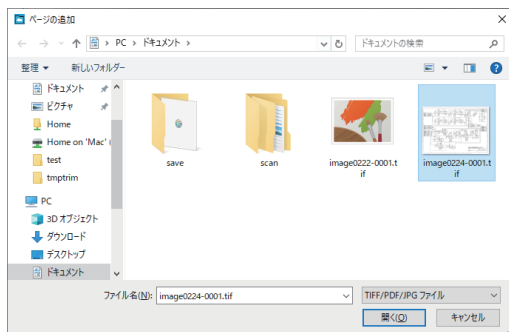 ページの追加
PC › ドキュメント ›
ドキュメントの検索
整理
新しいフォルダー
ドキュメント
ピクチャ
Home
Home on 'Mac'
test
tmptrim
PC
3D オブジェクト
ダウンロード
デスクトップ
ドキュメント
save
scan
image0222-0001.t
if
image0224-0001.t
if
ファイル名(N):
image0224-0001.tif
TIFF/PDF/JPG ファイル
開く(O)
キャンセル